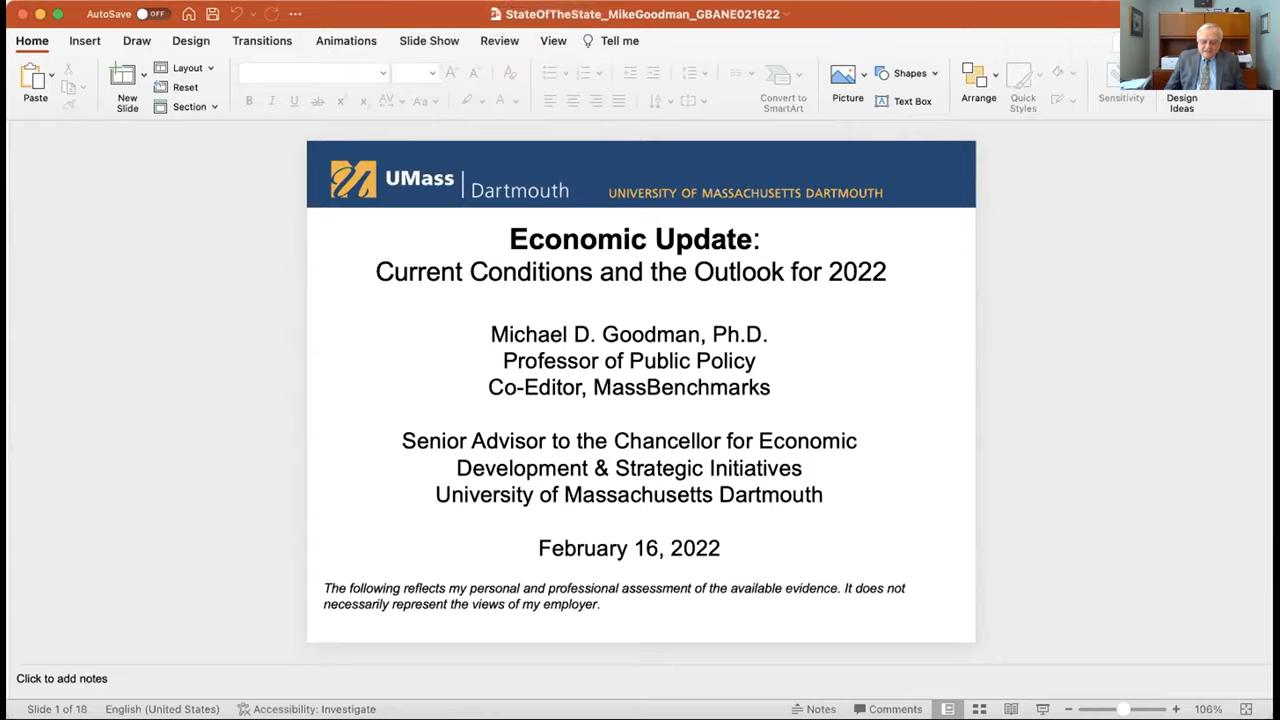 AutoSave OFF
StateOfTheState_MikeGoodman_GBANE021622
Home Insert Draw Design Transitions Animations Slide Show Review View Tell me
Paste
New Slide
Layout
Reset
Section
Convert to SmartArt
Picture
Shapes
Text Box
Arrange
Quick Styles
Sensitivity
Design Ideas
UMass | Dartmouth
UNIVERSITY OF MASSACHUSETTS DARTMOUTH
Economic Update:
Current Conditions and the Outlook for 2022
Michael D. Goodman, Ph.D.
Professor of Public Policy
Co-Editor, MassBenchmarks
Senior Advisor to the Chancellor for Economic
Development & Strategic Initiatives
University of Massachusetts Dartmouth
February 16, 2022
The following reflects my personal and professional assessment of the available evidence. It does not
necessarily represent the views of my employer.
Click to add notes
Slide 1 of 18 English (United States) Accessibility: Investigate Notes Comments 106%